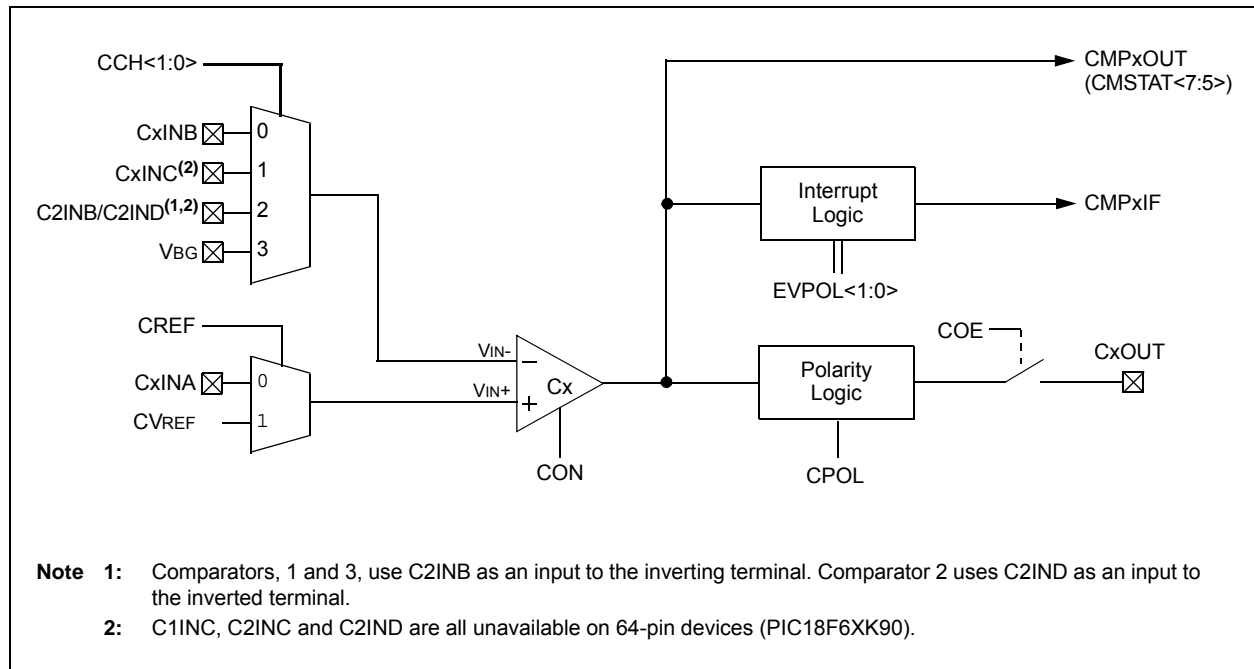 CCH<1:0>
CMPxOUT
(CMSTAT<7:5>)
CxINB
0
CxINC(2)
1
C2INB/C2IND(1,2)
2
VBG
3
Interrupt
Logic
CMPxIF
EVPOL<1:0>
CREF
CxINA
0
CVREF
1
VIN-
VIN+
–
+
Cx
CON
Polarity
Logic
CPOL
COE
CxOUT
Note 1: Comparators, 1 and 3, use C2INB as an input to the inverting terminal. Comparator 2 uses C2IND as an input to
the inverted terminal.
2: C1INC, C2INC and C2IND are all unavailable on 64-pin devices (PIC18F6XK90).